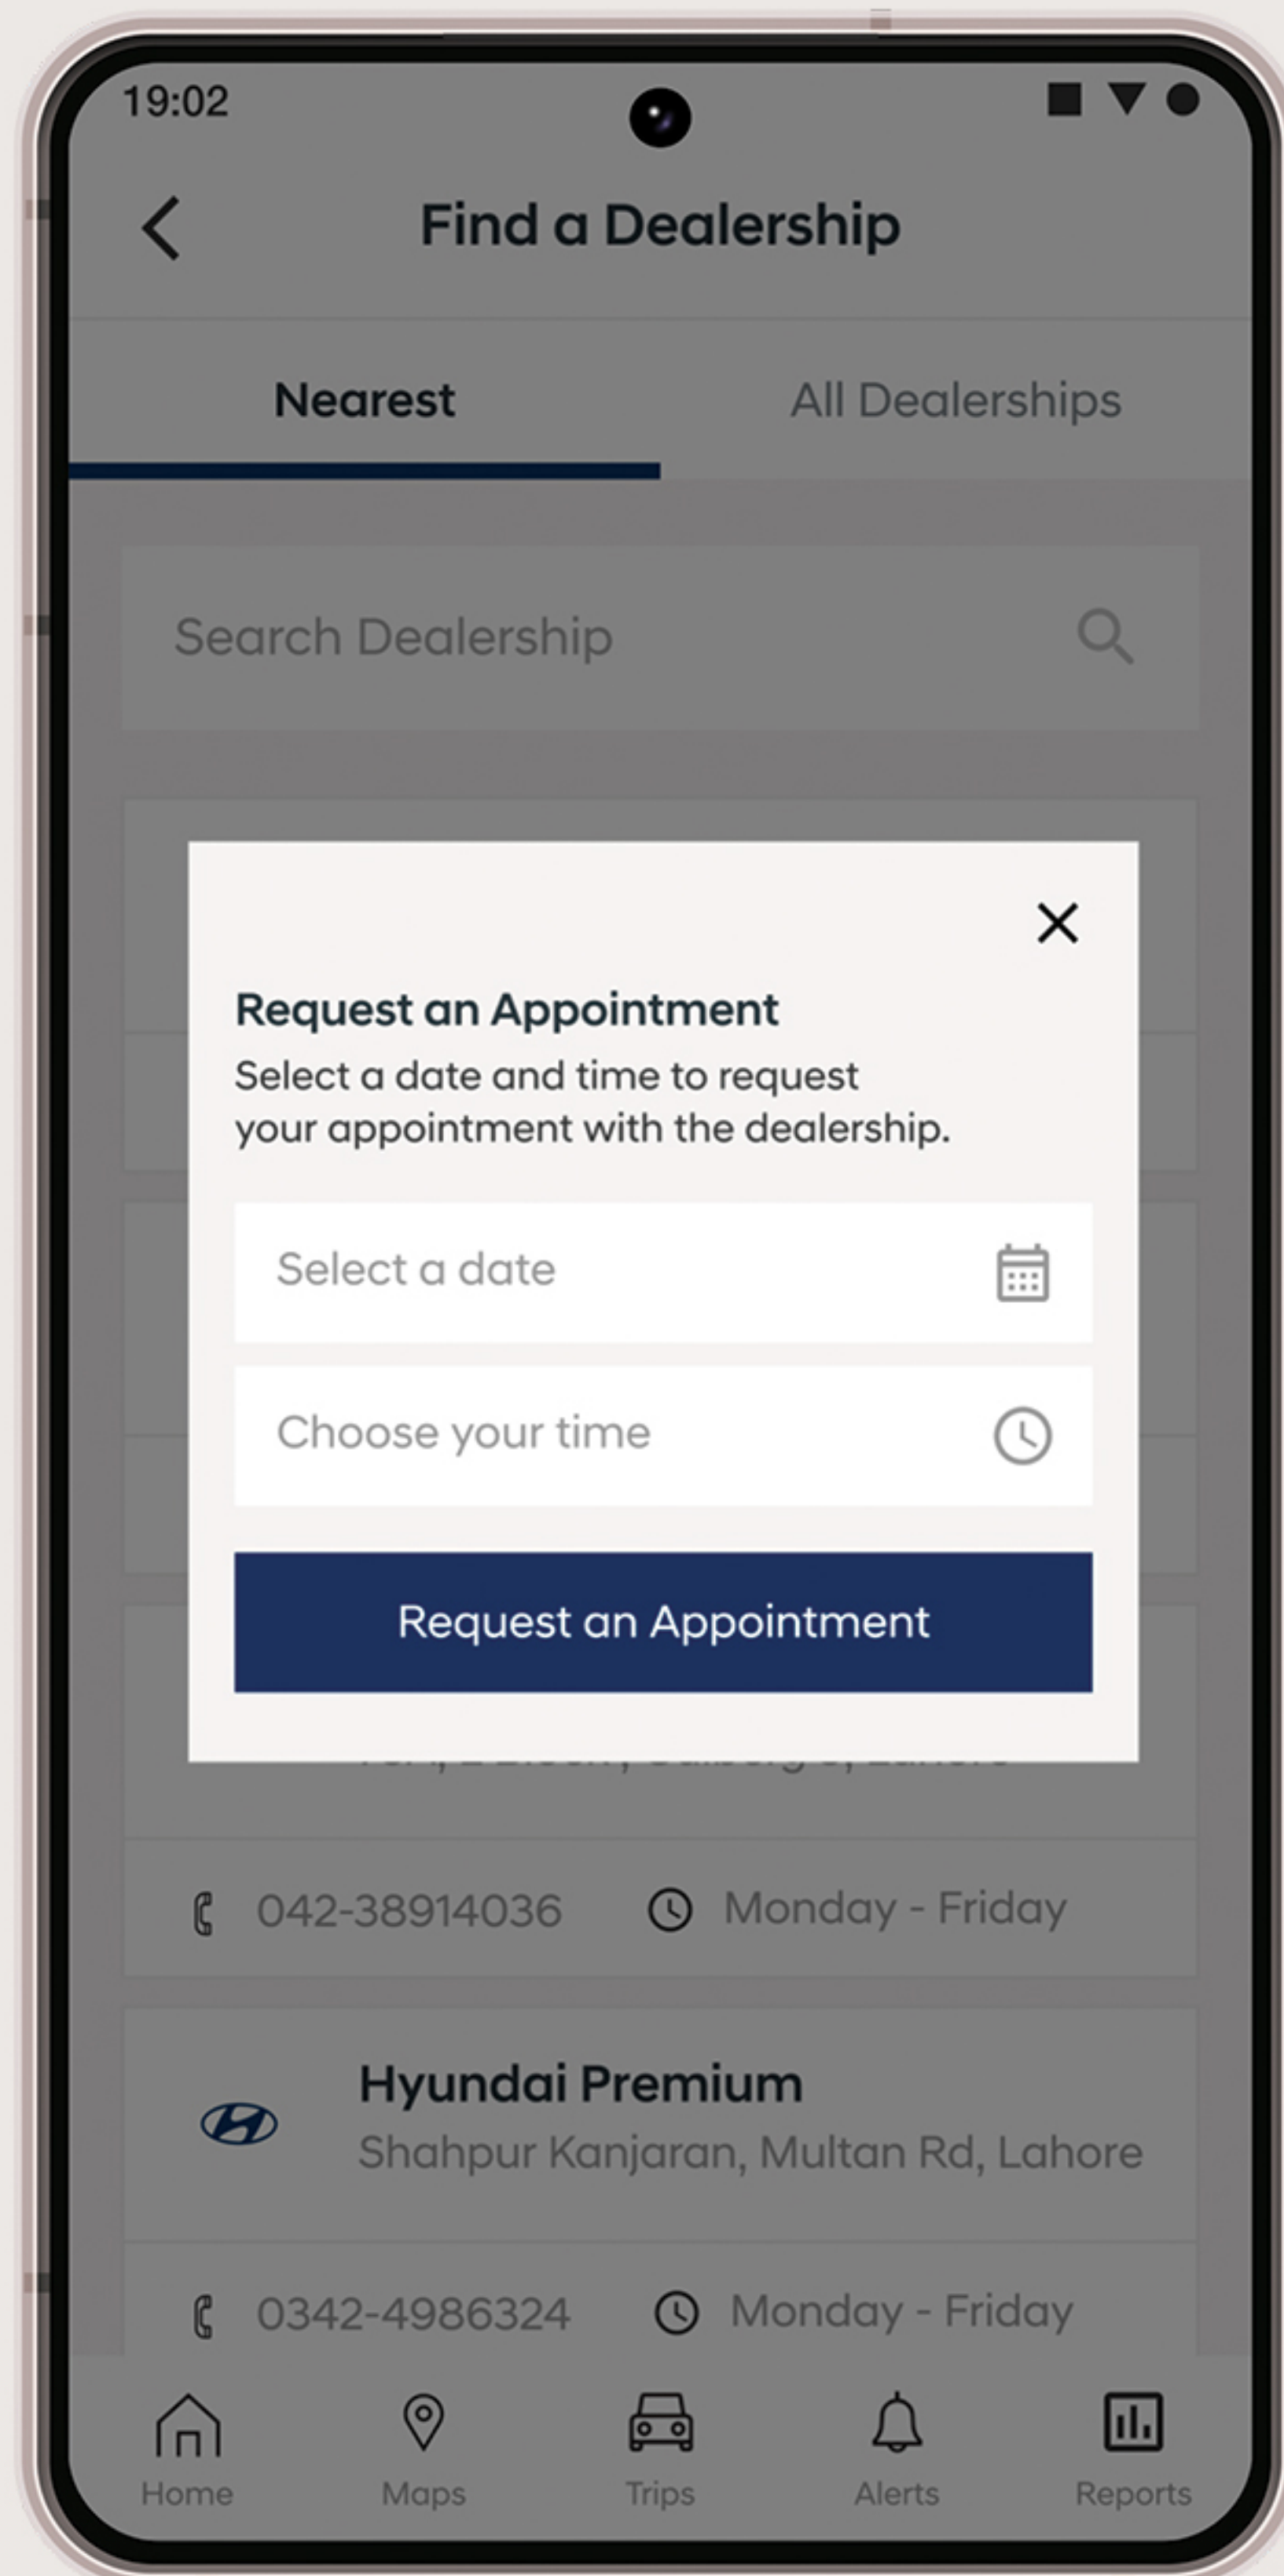 19:02
Find a Dealership
Nearest
All Dealerships
Search Dealership
Request an Appointment
Select a date and time to request
your appointment with the dealership.
Select a date
Choose your time
Request an Appointment
042-38914036
Monday - Friday
Hyundai Premium
Shahpur Kanjaran, Multan Rd, Lahore
0342-4986324
Monday - Friday
Home
Maps
Trips
Alerts
Reports